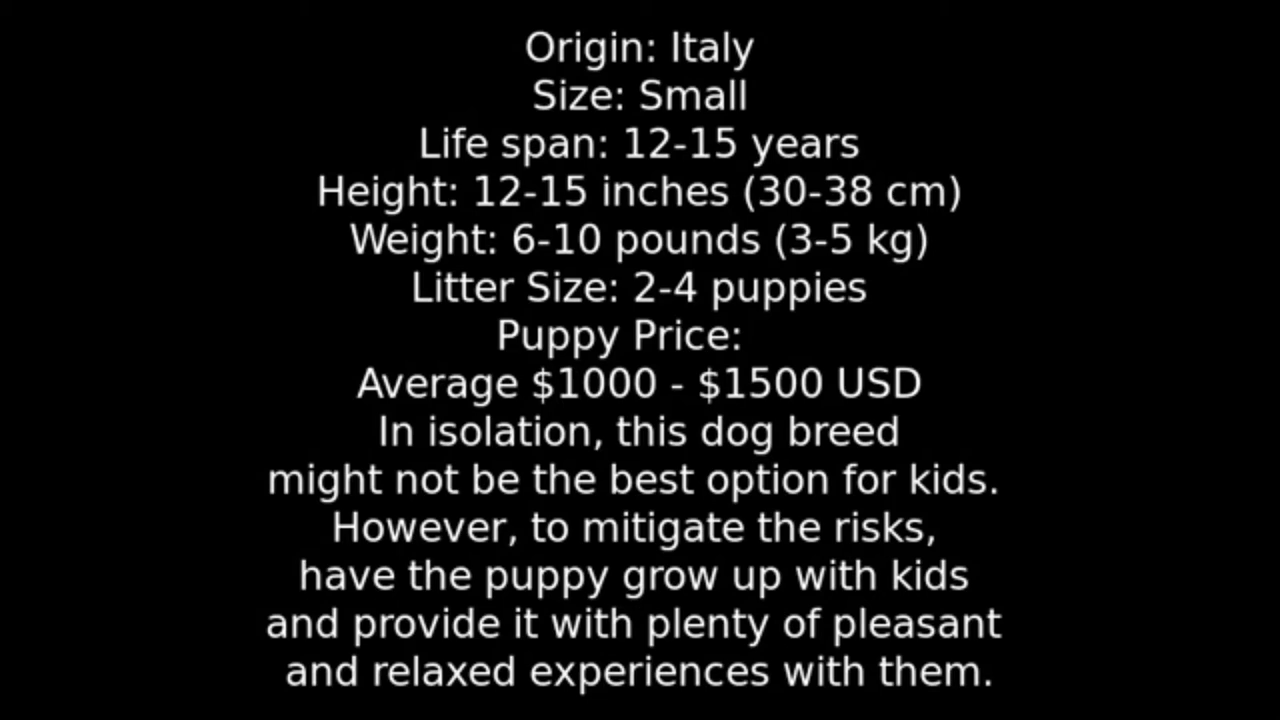 Origin: Italy
Size: Small
Life span: 12-15 years
Height: 12-15 inches (30-38 cm)
Weight: 6-10 pounds (3-5 kg)
Litter Size: 2-4 puppies
Puppy Price:
Average $1000 - $1500 USD
In isolation, this dog breed
might not be the best option for kids.
However, to mitigate the risks,
have the puppy grow up with kids
and provide it with plenty of pleasant
and relaxed experiences with them.